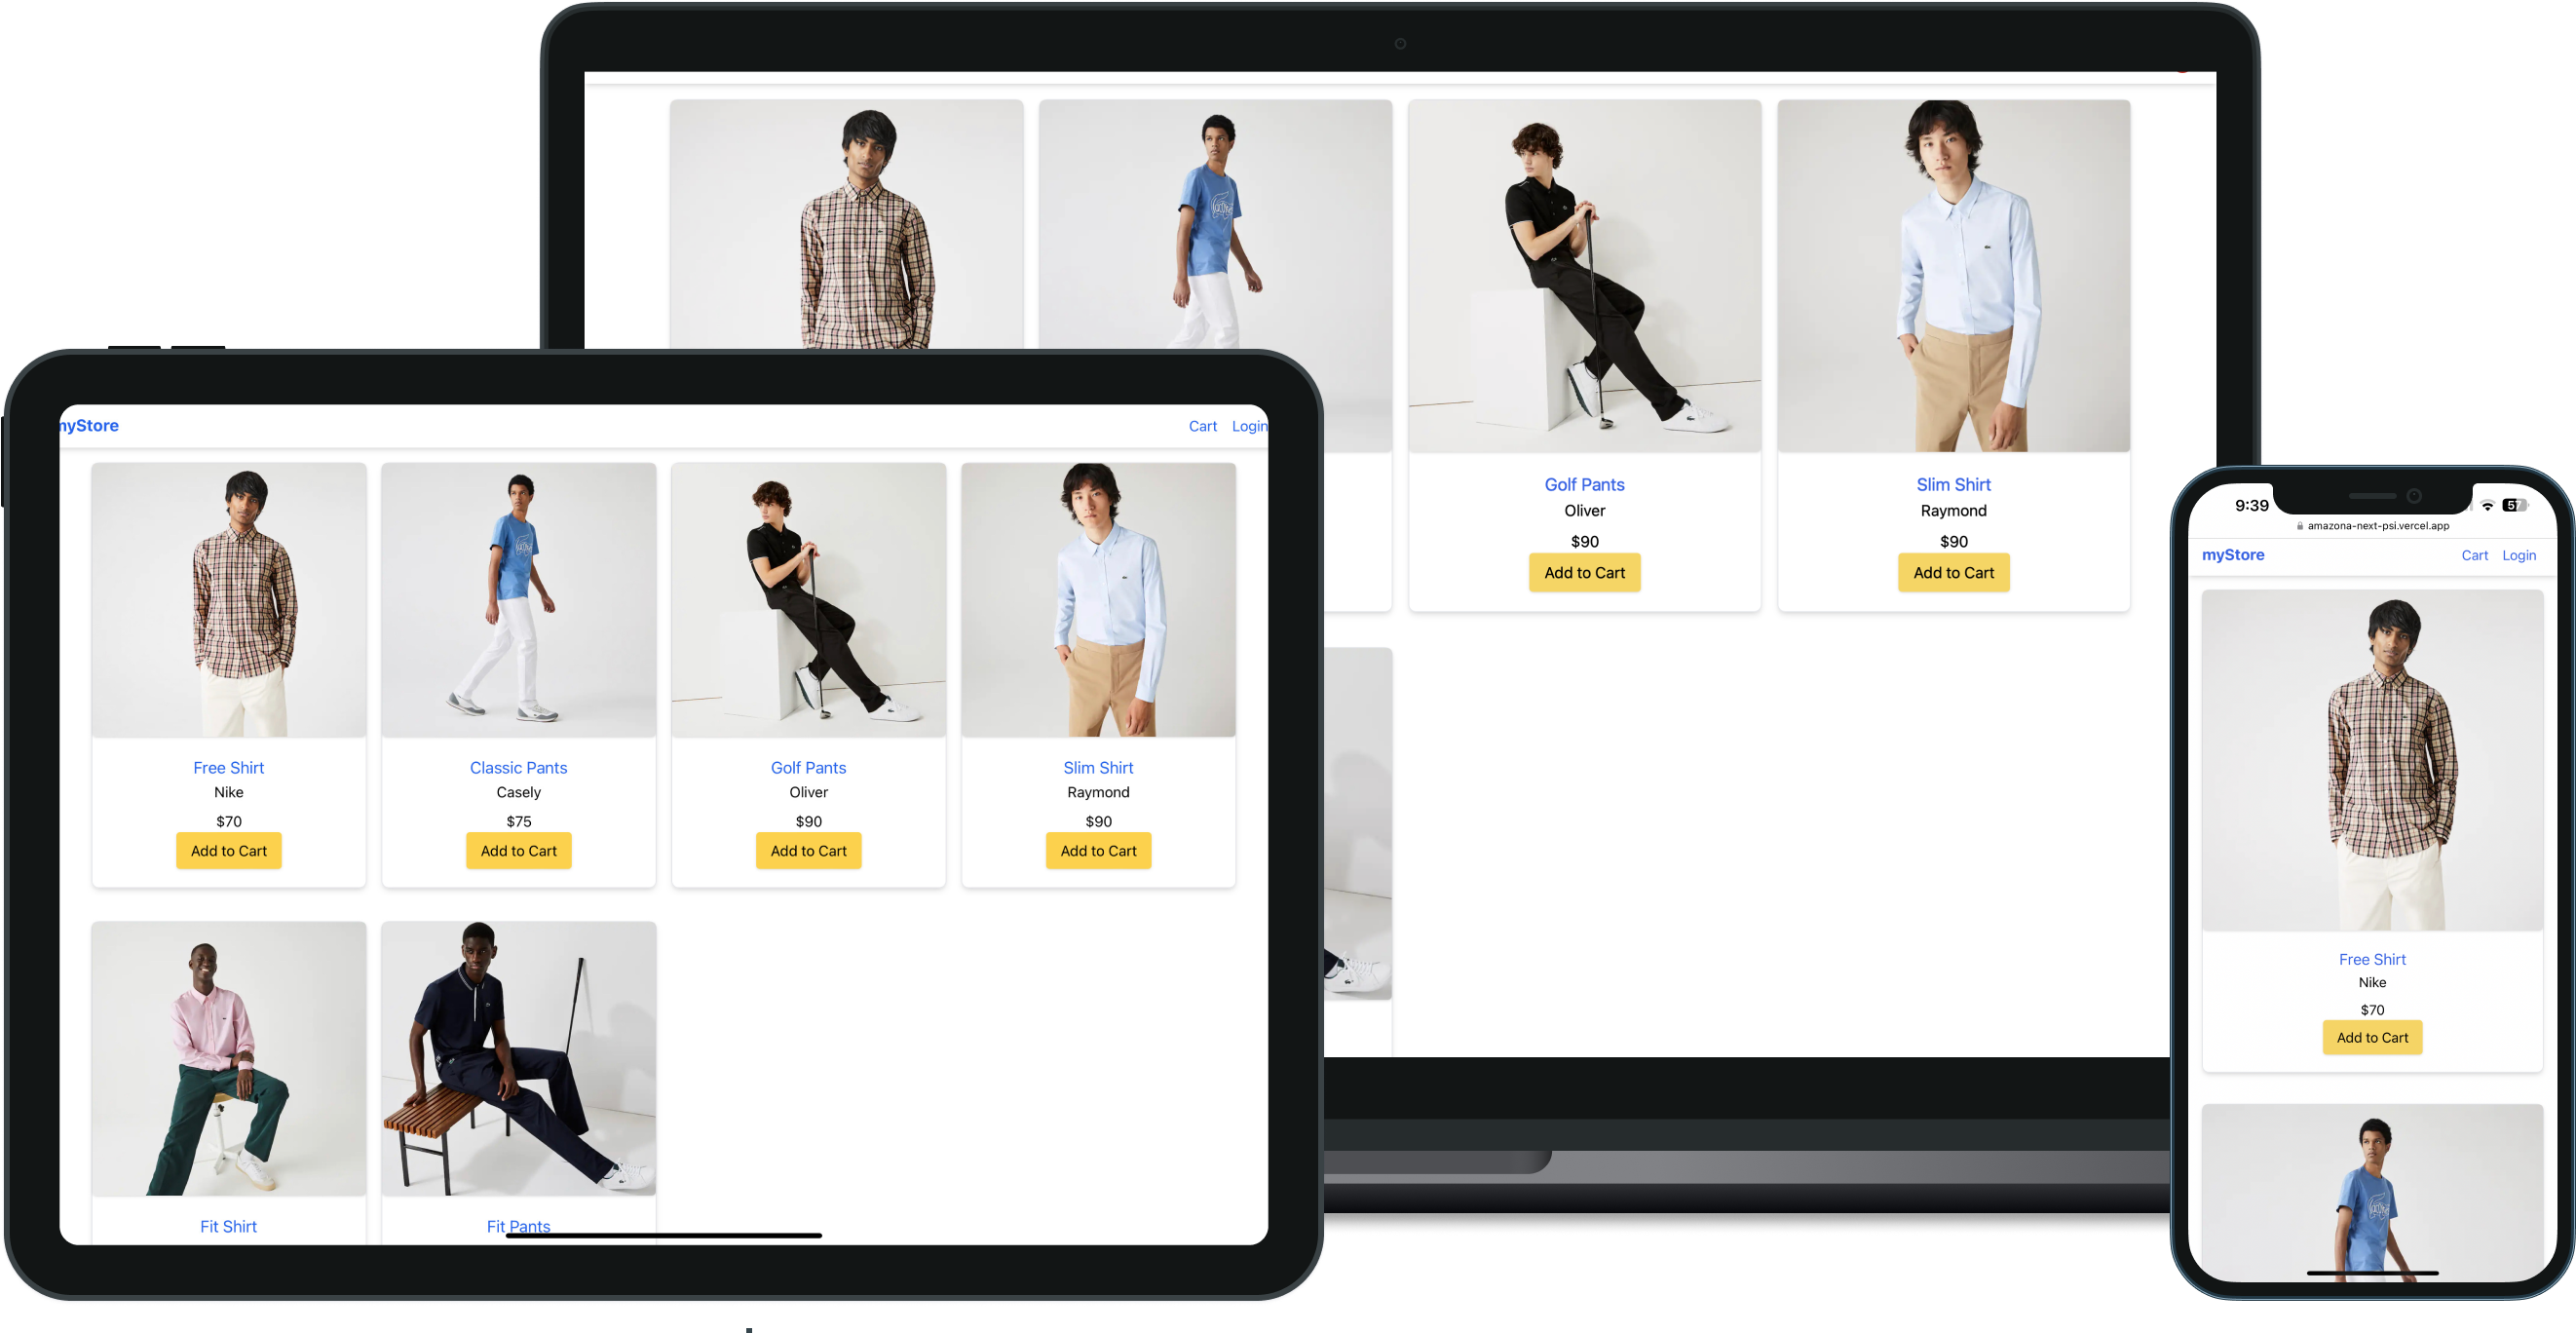 Golf Pants
Oliver
$90
Add to Cart
Slim Shirt
Raymond
$90
Add to Cart
myStore
Cart Login
Free Shirt
Nike
$70
Add to Cart
Classic Pants
Casely
$75
Add to Cart
Golf Pants
Oliver
$90
Add to Cart
Slim Shirt
Raymond
$90
Add to Cart
Fit Shirt
Fit Pants
9:39
57
amazona-next-psi.vercel.app
myStore
Cart Login
Free Shirt
Nike
$70
Add to Cart